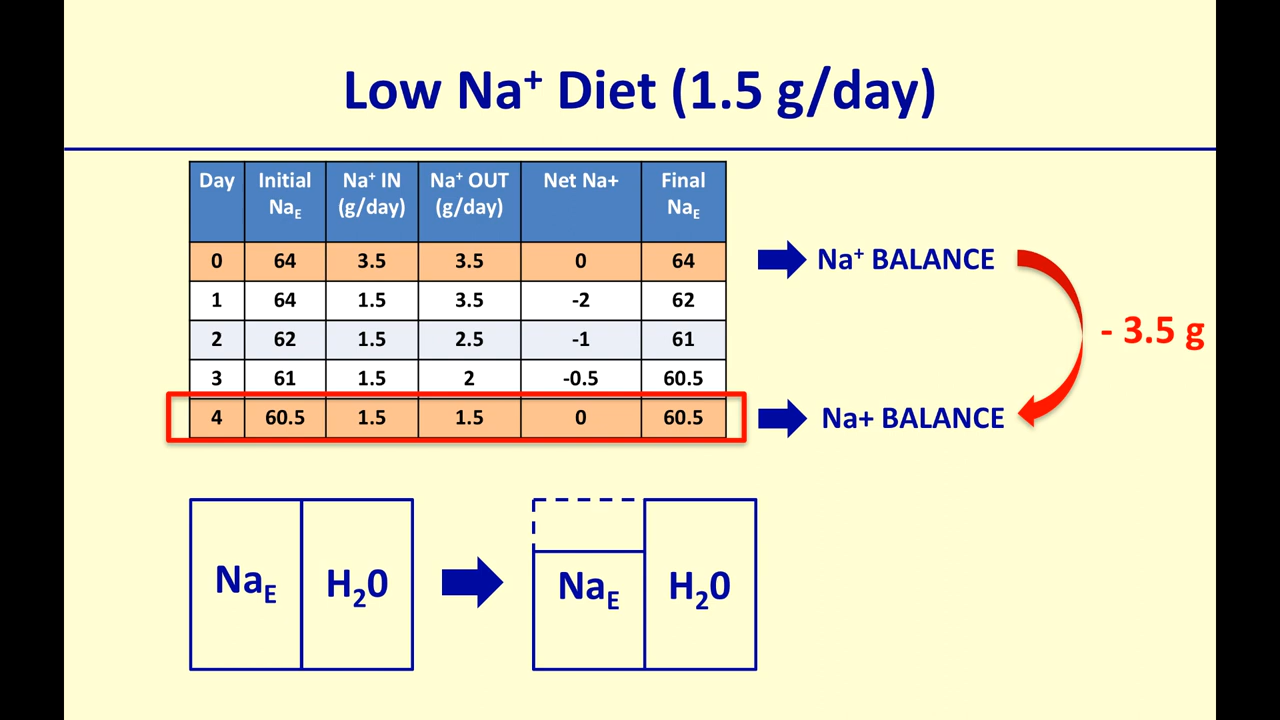 Low Na⁺ Diet (1.5 g/day)
Day Initial Na⁺ IN Na⁺ OUT Net Na+ Final
NaE (g/day) (g/day) NaE
0 64 3.5 3.5 0 64
1 64 1.5 3.5 -2 62
2 62 1.5 2.5 -1 61
3 61 1.5 2 -0.5 60.5
4 60.5 1.5 1.5 0 60.5
Na⁺ BALANCE
- 3.5 g
Na+ BALANCE
NaE H₂0 NaE H₂0